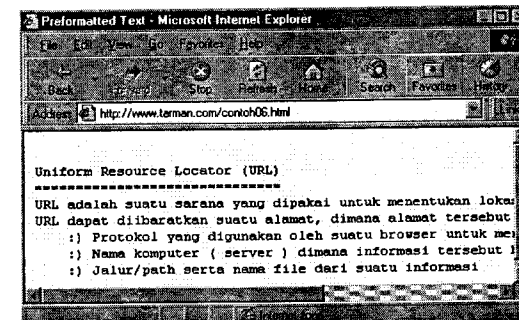 Preformatted Text - Microsoft Internet Explorer
File Edit View Go Favorites Help
Back Forward Stop Refresh Home Search Favorites History
Address http://www.tarman.com/contoh06.html
Uniform Resource Locator (URL)
==============================
URL adalah suatu sarana yang dipakai untuk menentukan
URL dapat diibaratkan suatu alamat, dimana alamat tersebut
:) Protokol yang digunakan oleh suatu browser untuk
:) Nama komputer ( server ) dimana informasi tersebut
:) Jalur/path serta nama file dari suatu informasi